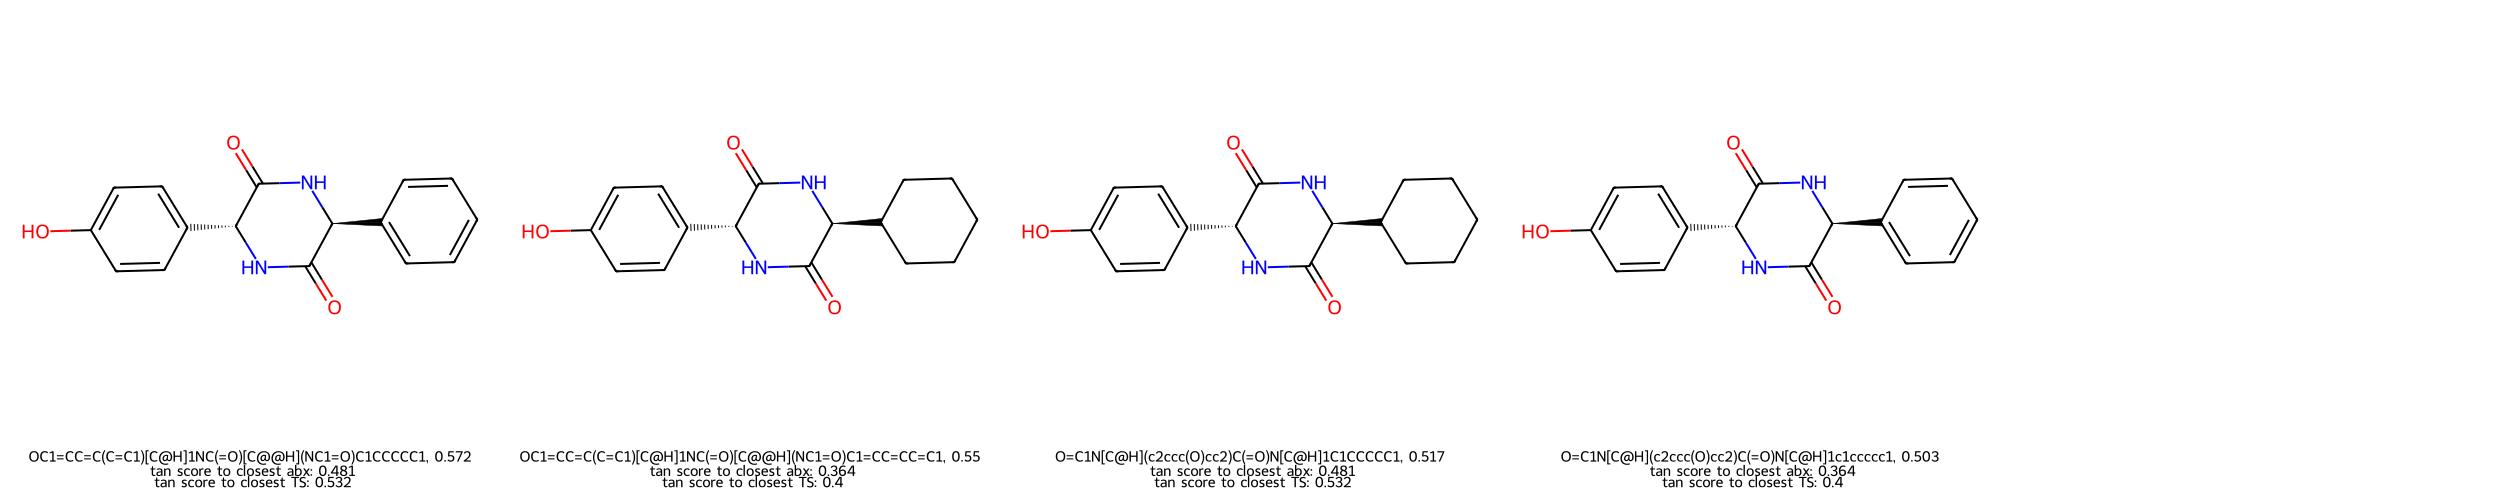 O
NH
HO
HN
O
O
NH
HO
HN
O
O
NH
HO
HN
O
O
NH
HO
HN
O
OC1=CC=C(C=C1)[C@H]1NC(=O)[C@@H](NC1=O)C1CCCCC1, 0.572
tan score to closest abx: 0.481
tan score to closest TS: 0.532
OC1=CC=C(C=C1)[C@H]1NC(=O)[C@@H](NC1=O)C1=CC=CC=C1, 0.55
tan score to closest abx: 0.364
tan score to closest TS: 0.4
O=C1N[C@H](c2ccc(O)cc2)C(=O)N[C@H]1C1CCCCC1, 0.517
tan score to closest abx: 0.481
tan score to closest TS: 0.532
O=C1N[C@H](c2ccc(O)cc2)C(=O)N[C@H]1c1ccccc1, 0.503
tan score to closest abx: 0.364
tan score to closest TS: 0.4